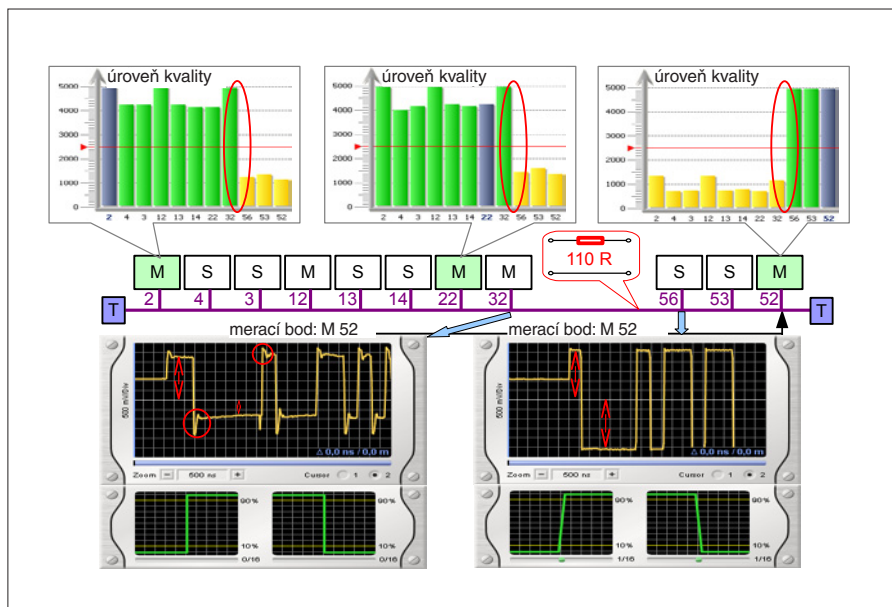 úroveň kvality
5000
4000
3000
2000
1000
0
2 4 3 12 13 14 22 32 56 53 52
úroveň kvality
5000
4000
3000
2000
1000
0
2 4 3 12 13 14 22 32 56 53 52
úroveň kvality
5000
4000
3000
2000
1000
0
2 4 3 12 13 14 22 32 56 53 52
110 R
M S S M S S M M S S M
2 4 3 12 13 14 22 32 56 53 52
T T
merací bod: M 52
merací bod: M 52
500 mV/Div
Δ 0,0 ns / 0,0 m
Zoom 500 ns Cursor 1 2
90%
10%
0/16
90%
10%
0/16
500 mV/Div
Δ 0,0 ns / 0,0 m
Zoom 500 ns Cursor 1 2
90%
10%
1/16
90%
10%
1/16